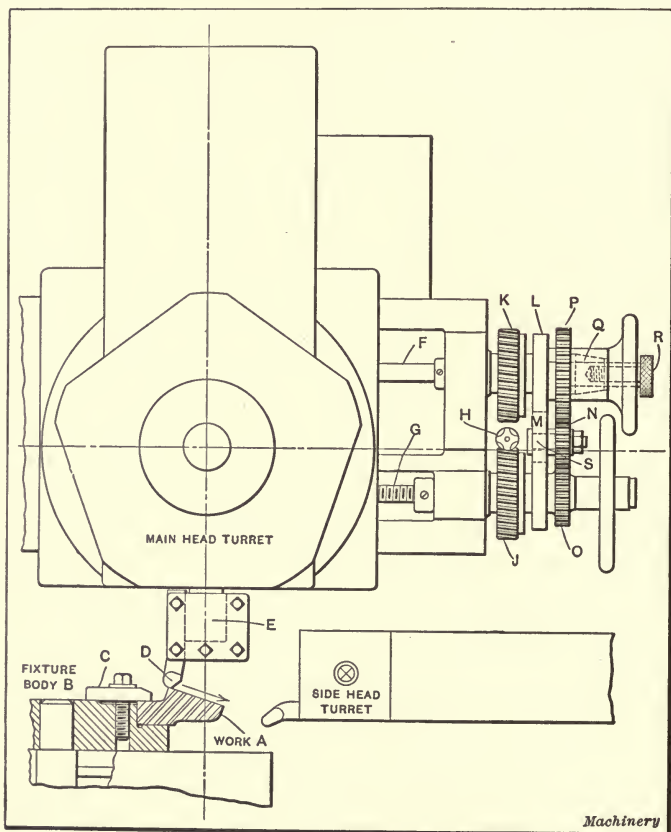 K
L
P
Q
R
F
H
M
N
G
S
MAIN HEAD TURRET
J
O
E
D
FIXTURE
BODY B
C
SIDE HEAD
TURRET
WORK A
Machinery